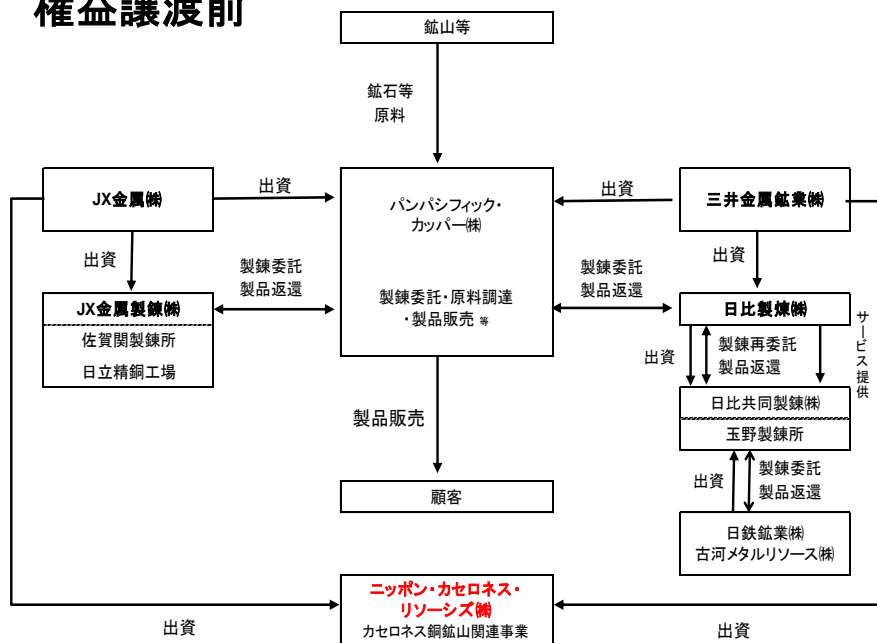 権益譲渡前
鉱山等
鉱石等
原料
JX金属㈱
出資
パンパシフィック・
カッパー㈱
製錬委託・原料調達
・製品販売 等
出資
三井金属鉱業㈱
出資
製錬委託
製品返還
JX金属製錬㈱
佐賀関製錬所
日立精銅工場
製錬委託
製品返還
出資
日比製煉㈱
サービス提供
出資
製錬再委託
製品返還
日比共同製錬㈱
玉野製錬所
製品販売
出資
製錬委託
製品返還
顧客
日鉄鉱業㈱
古河メタルリソース㈱
ニッポン・カセロネス・
リソーシズ㈱
カセロネス銅鉱山関連事業
出資
出資